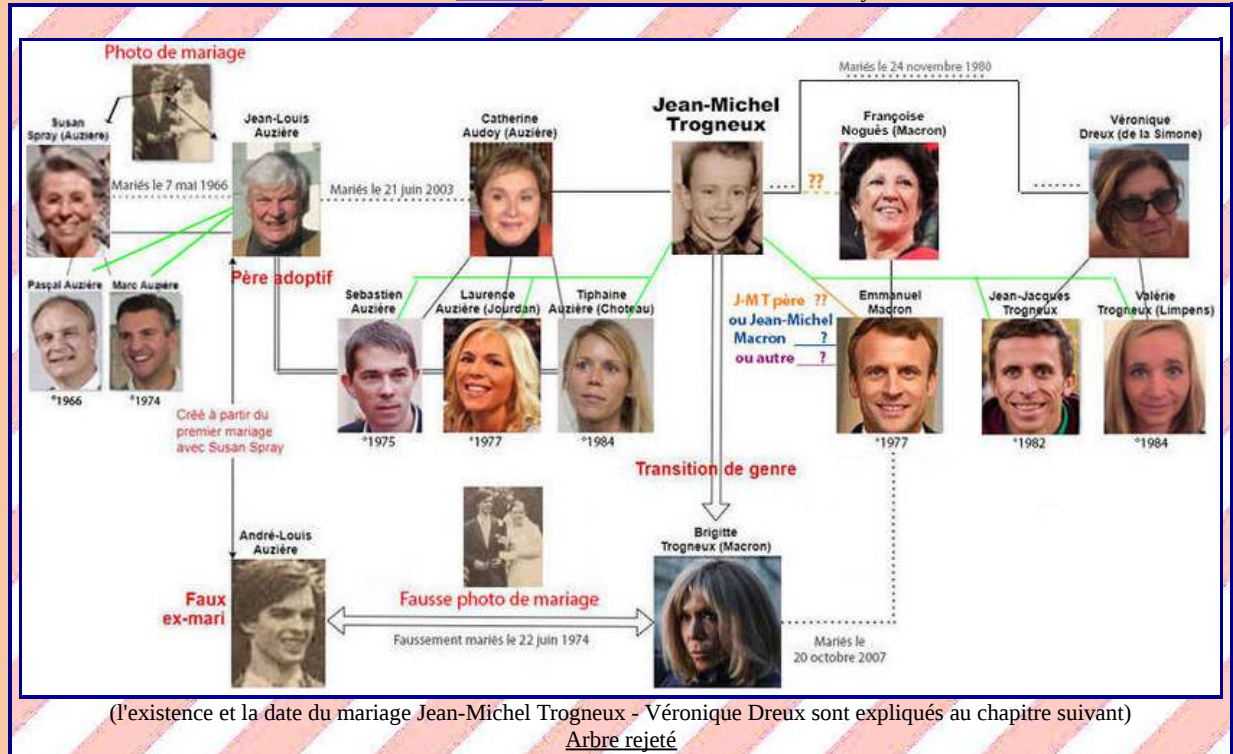 Photo de mariage
Mariés le 24 novembre 1980
Susan
Spray (Auzière)
Jean-Louis
Auzière
Catherine
Audoy (Auzière)
Jean-Michel
Trogneux
Françoise
Noguès (Macron)
Véronique
Dreux (de la Simone)
Mariés le 7 mai 1966
Mariés le 21 juin 2003
??
Père adoptif
Pascal Auzière
Marc Auzière
Sebastien
Auzière
Laurence
Auzière (Jourdan)
Tiphaine
Auzière (Choteau)
J-M T père ??
ou Jean-Michel
Macron ?
ou autre ?
Emmanuel
Macron
Jean-Jacques
Trogneux
Valérie
Trogneux (Limpens)
°1966
°1974
°1975
°1977
°1984
°1977
°1982
°1984
Créé à partir du
premier mariage
avec Susan Spray
Transition de genre
André-Louis
Auzière
Brigitte
Trogneux (Macron)
Faux
ex-mari
Fausse photo de mariage
Faussement mariés le 22 juin 1974
Mariés le
20 octobre 2007
(l'existence et la date du mariage Jean-Michel Trogneux - Véronique Dreux sont expliqués au chapitre suivant)
Arbre rejeté